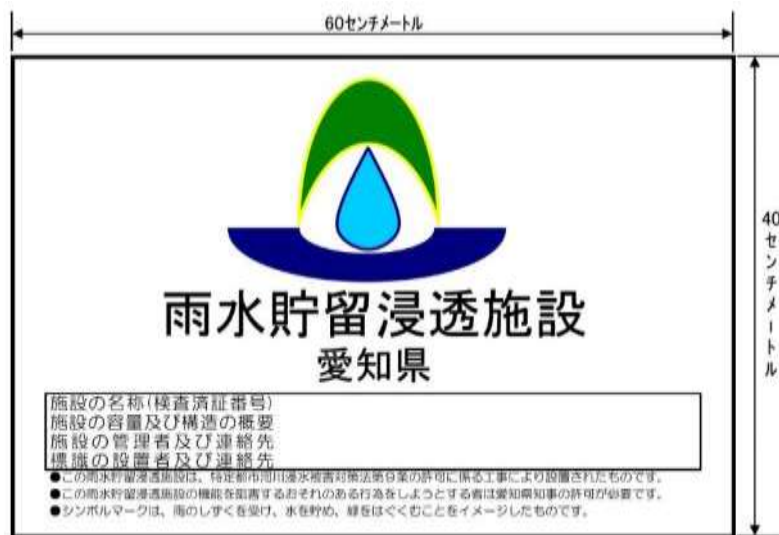 60センチメートル
40センチメートル
雨水貯留浸透施設
愛知県
施設の名称(検査済証番号)
施設の容量及び構造の概要
施設の管理者及び連絡先
標識の設置者及び連絡先
●この雨水貯留浸透施設は、特定都市河川浸水被害対策法第9条の許可に係る工事により設置されたものです。
●この雨水貯留浸透施設の機能を阻害するおそれのある行為をしようとする者は愛知県知事の許可が必要です。
●シンボルマークは、雨のしずくを受け、水を貯め、緑をはぐくむことをイメージしたものです。